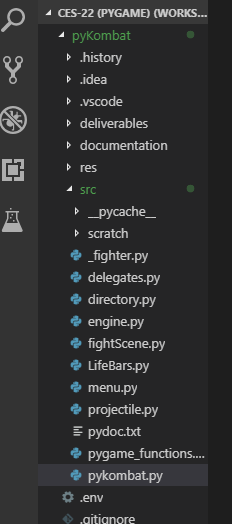 CES-22 (PYGAME) (WORKS...
pyKombat
.history
.idea
.vscode
deliverables
documentation
res
src
__pycache__
scratch
_fighter.py
delegates.py
directory.py
engine.py
fightScene.py
LifeBars.py
menu.py
projectile.py
pydoc.txt
pygame_functions....
pykombat.py
.env
.gitignore